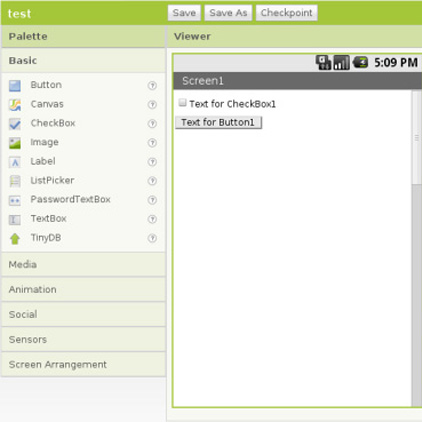 test
Save
Save As
Checkpoint
Palette
Viewer
Basic
Button
Canvas
CheckBox
Image
Label
ListPicker
PasswordTextBox
TextBox
TinyDB
Media
Animation
Social
Sensors
Screen Arrangement
5:09 PM
Screen1
Text for CheckBox1
Text for Button1